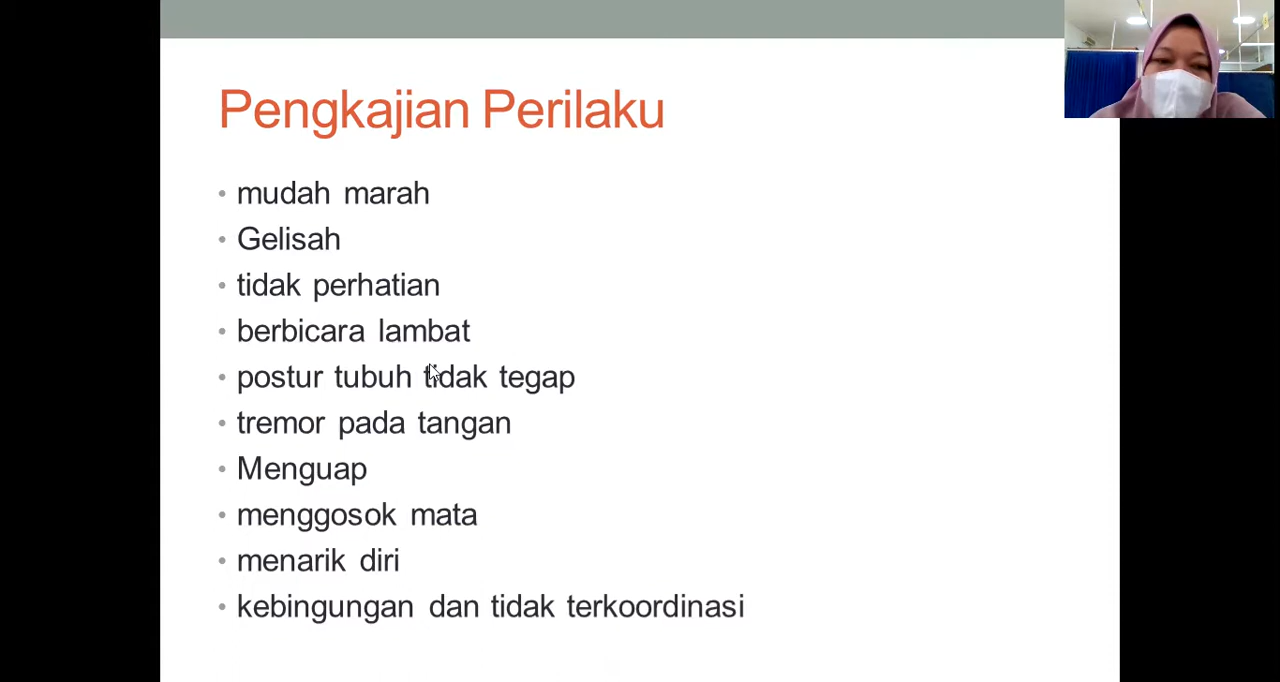 Pengkajian Perilaku
• mudah marah
• Gelisah
• tidak perhatian
• berbicara lambat
• postur tubuh tidak tegap
• tremor pada tangan
• Menguap
• menggosok mata
• menarik diri
• kebingungan dan tidak terkoordinasi